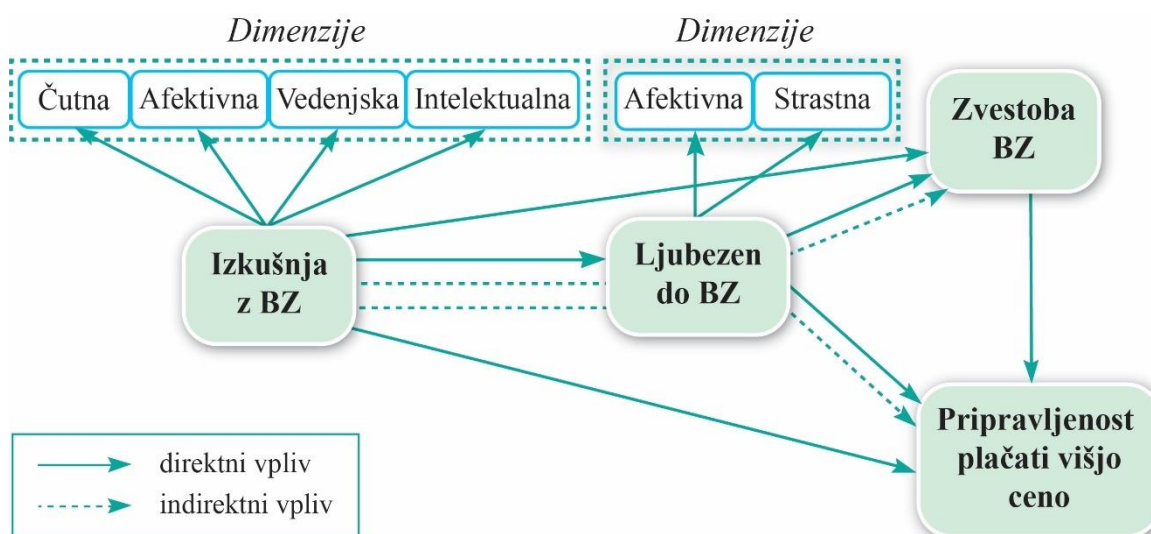 Dimenzije
Dimenzije
Čutna
Afektivna
Vedenjska
Intelektualna
Afektivna
Strastna
Zvestoba
BZ
Izkušnja
z BZ
Ljubezen
do BZ
Pripravljenost
plačati višjo
ceno
direktni vpliv
indirektni vpliv